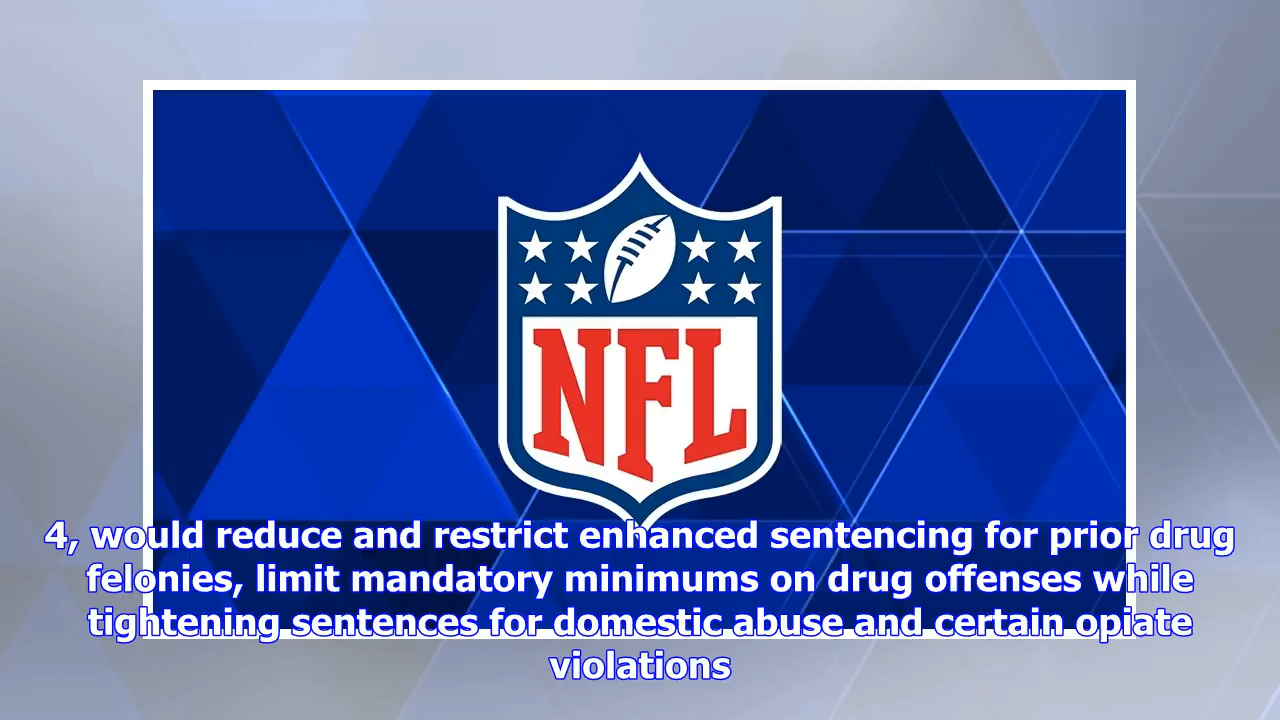 NFL
4, would reduce and restrict enhanced sentencing for prior drug
felonies, limit mandatory minimums on drug offenses while
tightening sentences for domestic abuse and certain opiate
violations